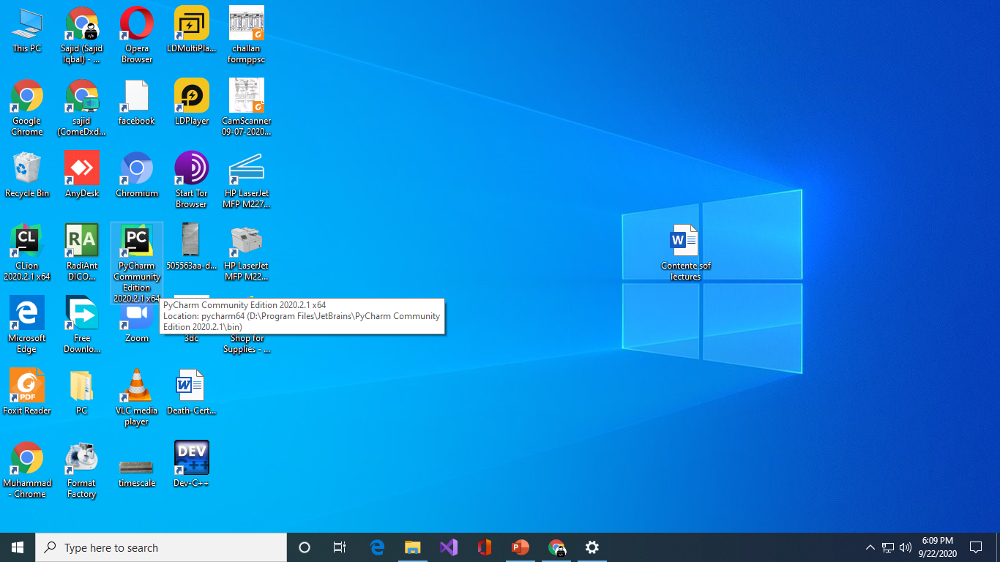 This PC
Sajid (Sajid
Iqbal) - ...
Opera
Browser
LDMultiPla...
challan
formppsc
Google
Chrome
sajid
(ComeDxd...
facebook
LDPlayer
CamScanner
09-07-2020...
Recycle Bin
AnyDesk
Chromium
Start Tor
Browser
HP LaserJet
MFP M227...
CL
CLion
2020.2.1 x64
RA
RadiAnt
DICO...
PC
PyCharm
Community
Edition
2020.2.1 x64
505563aa-d...
HP LaserJet
MFP M22...
W
Contente sof
lectures
PyCharm Community Edition 2020.2.1 x64
Location: pycharm64 (D:\Program Files\JetBrains\PyCharm Community
Edition 2020.2.1\bin)
Microsoft
Edge
Free
Downlo...
Zoom
3dc
Shop for
Supplies - ...
PDF
Foxit Reader
PC
VLC media
player
W
Death-Cert...
Muhammad
- Chrome
Format
Factory
timescale
DEV
C++
Dev-C++
Type here to search
6:09 PM
9/22/2020